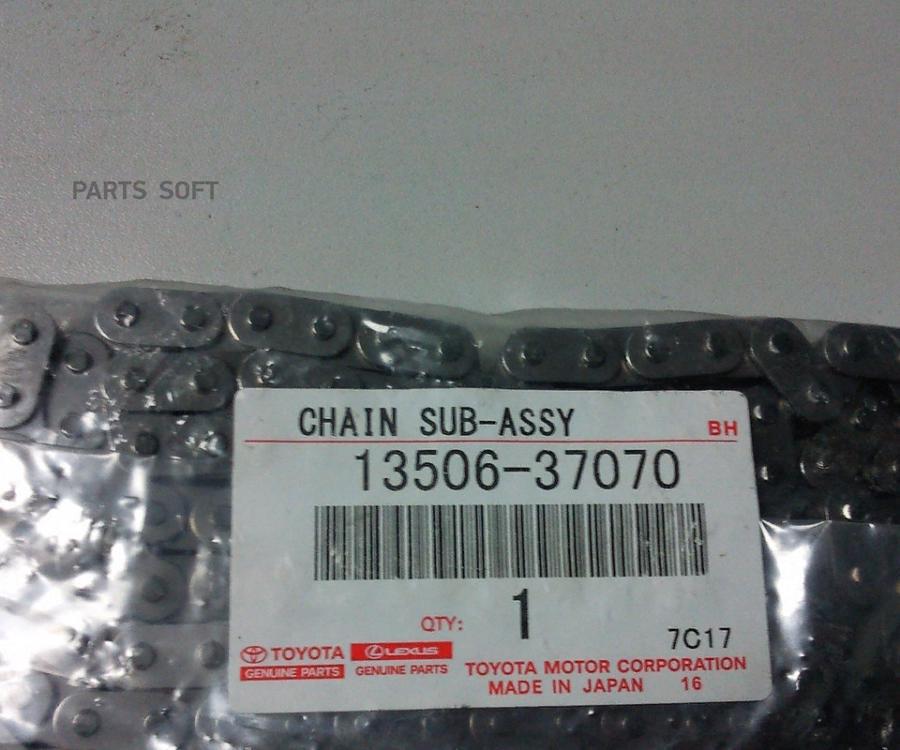 PARTS SOFT
CHAIN SUB-ASSY
BH
13506-37070
QTY: 1
7C17
TOYOTA LEXUS
GENUINE PARTS GENUINE PARTS
TOYOTA MOTOR CORPORATION
MADE IN JAPAN 16